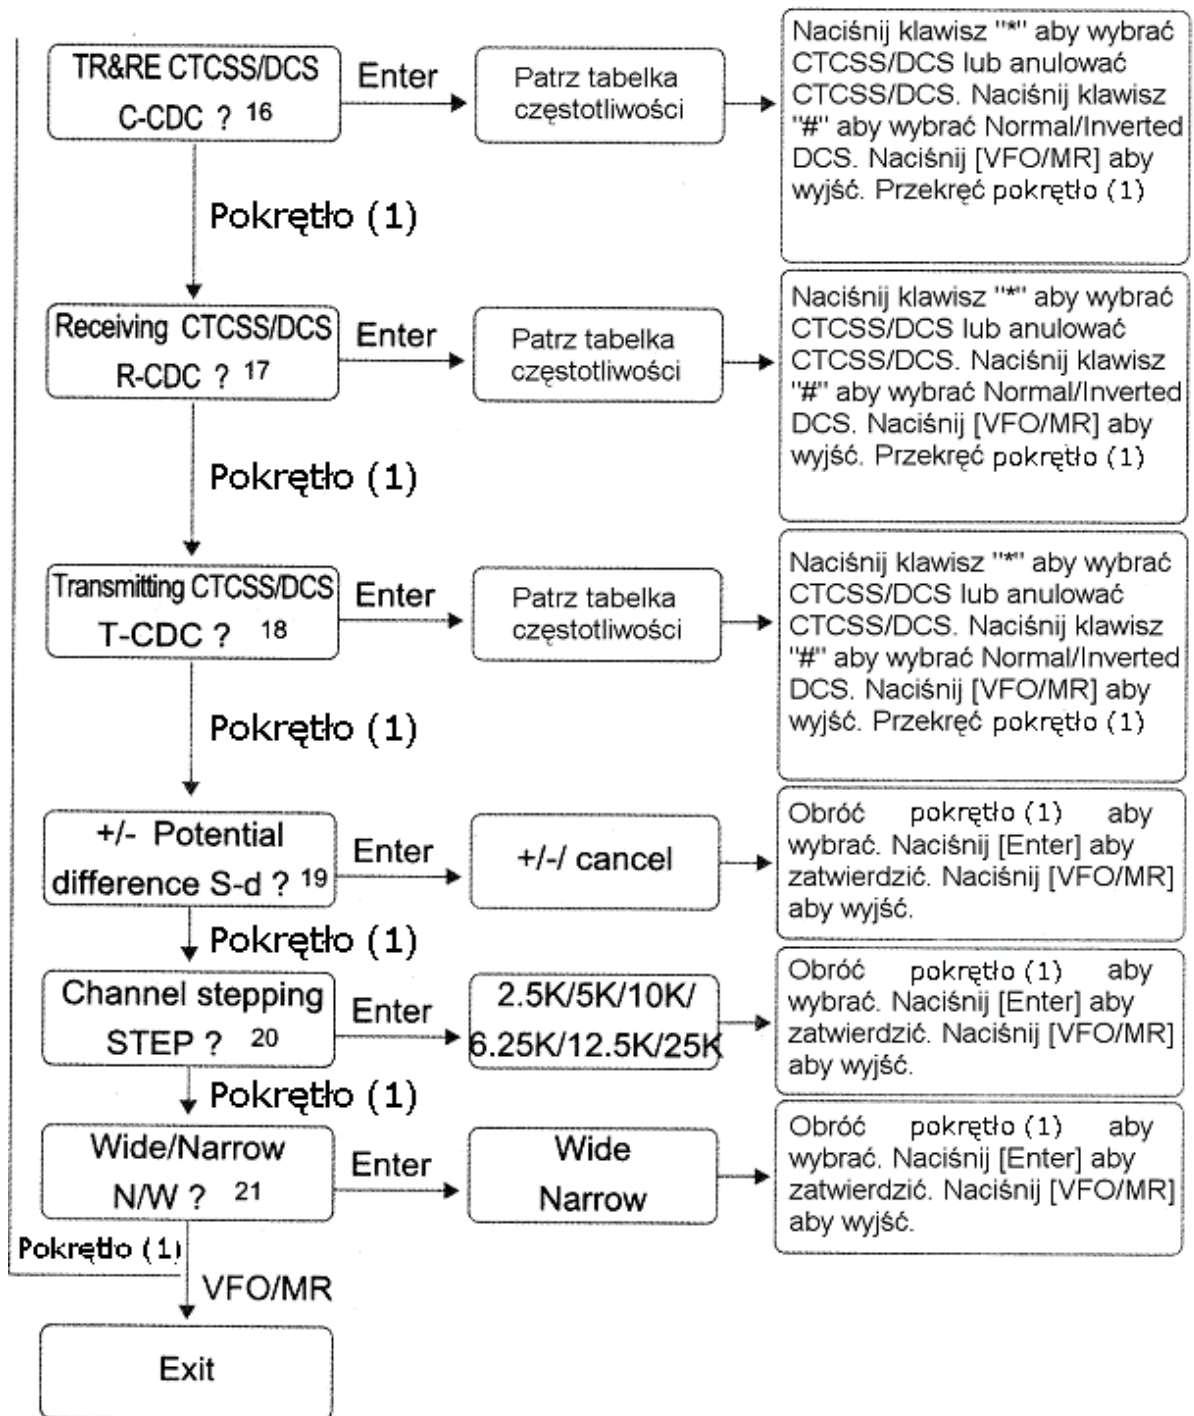 TR&RE CTCSS/DCS
C-CDC ? 16
Enter
Patrz tabelka
częstotliwości
Naciśnij klawisz "*" aby wybrać
CTCSS/DCS lub anulować
CTCSS/DCS. Naciśnij klawisz
"#" aby wybrać Normal/Inverted
DCS. Naciśnij [VFO/MR] aby
wyjść. Przekręć pokrętło (1)
Pokrętło (1)
Receiving CTCSS/DCS
R-CDC ? 17
Enter
Patrz tabelka
częstotliwości
Naciśnij klawisz "*" aby wybrać
CTCSS/DCS lub anulować
CTCSS/DCS. Naciśnij klawisz
"#" aby wybrać Normal/Inverted
DCS. Naciśnij [VFO/MR] aby
wyjść. Przekręć pokrętło (1)
Pokrętło (1)
Transmitting CTCSS/DCS
T-CDC ? 18
Enter
Patrz tabelka
częstotliwości
Naciśnij klawisz "*" aby wybrać
CTCSS/DCS lub anulować
CTCSS/DCS. Naciśnij klawisz
"#" aby wybrać Normal/Inverted
DCS. Naciśnij [VFO/MR] aby
wyjść. Przekręć pokrętło (1)
Pokrętło (1)
+/- Potential
difference S-d ? 19
Enter
+/-/ cancel
Obróć pokrętło (1) aby
wybrać. Naciśnij [Enter] aby
zatwierdzić. Naciśnij [VFO/MR]
aby wyjść.
Pokrętło (1)
Channel stepping
STEP ? 20
Enter
2.5K/5K/10K/
6.25K/12.5K/25K
Obróć pokrętło (1) aby
wybrać. Naciśnij [Enter] aby
zatwierdzić. Naciśnij [VFO/MR]
aby wyjść.
Pokrętło (1)
Wide/Narrow
N/W ? 21
Enter
Wide
Narrow
Obróć pokrętło (1) aby
wybrać. Naciśnij [Enter] aby
zatwierdzić. Naciśnij [VFO/MR]
aby wyjść.
Pokrętło (1)
VFO/MR
Exit